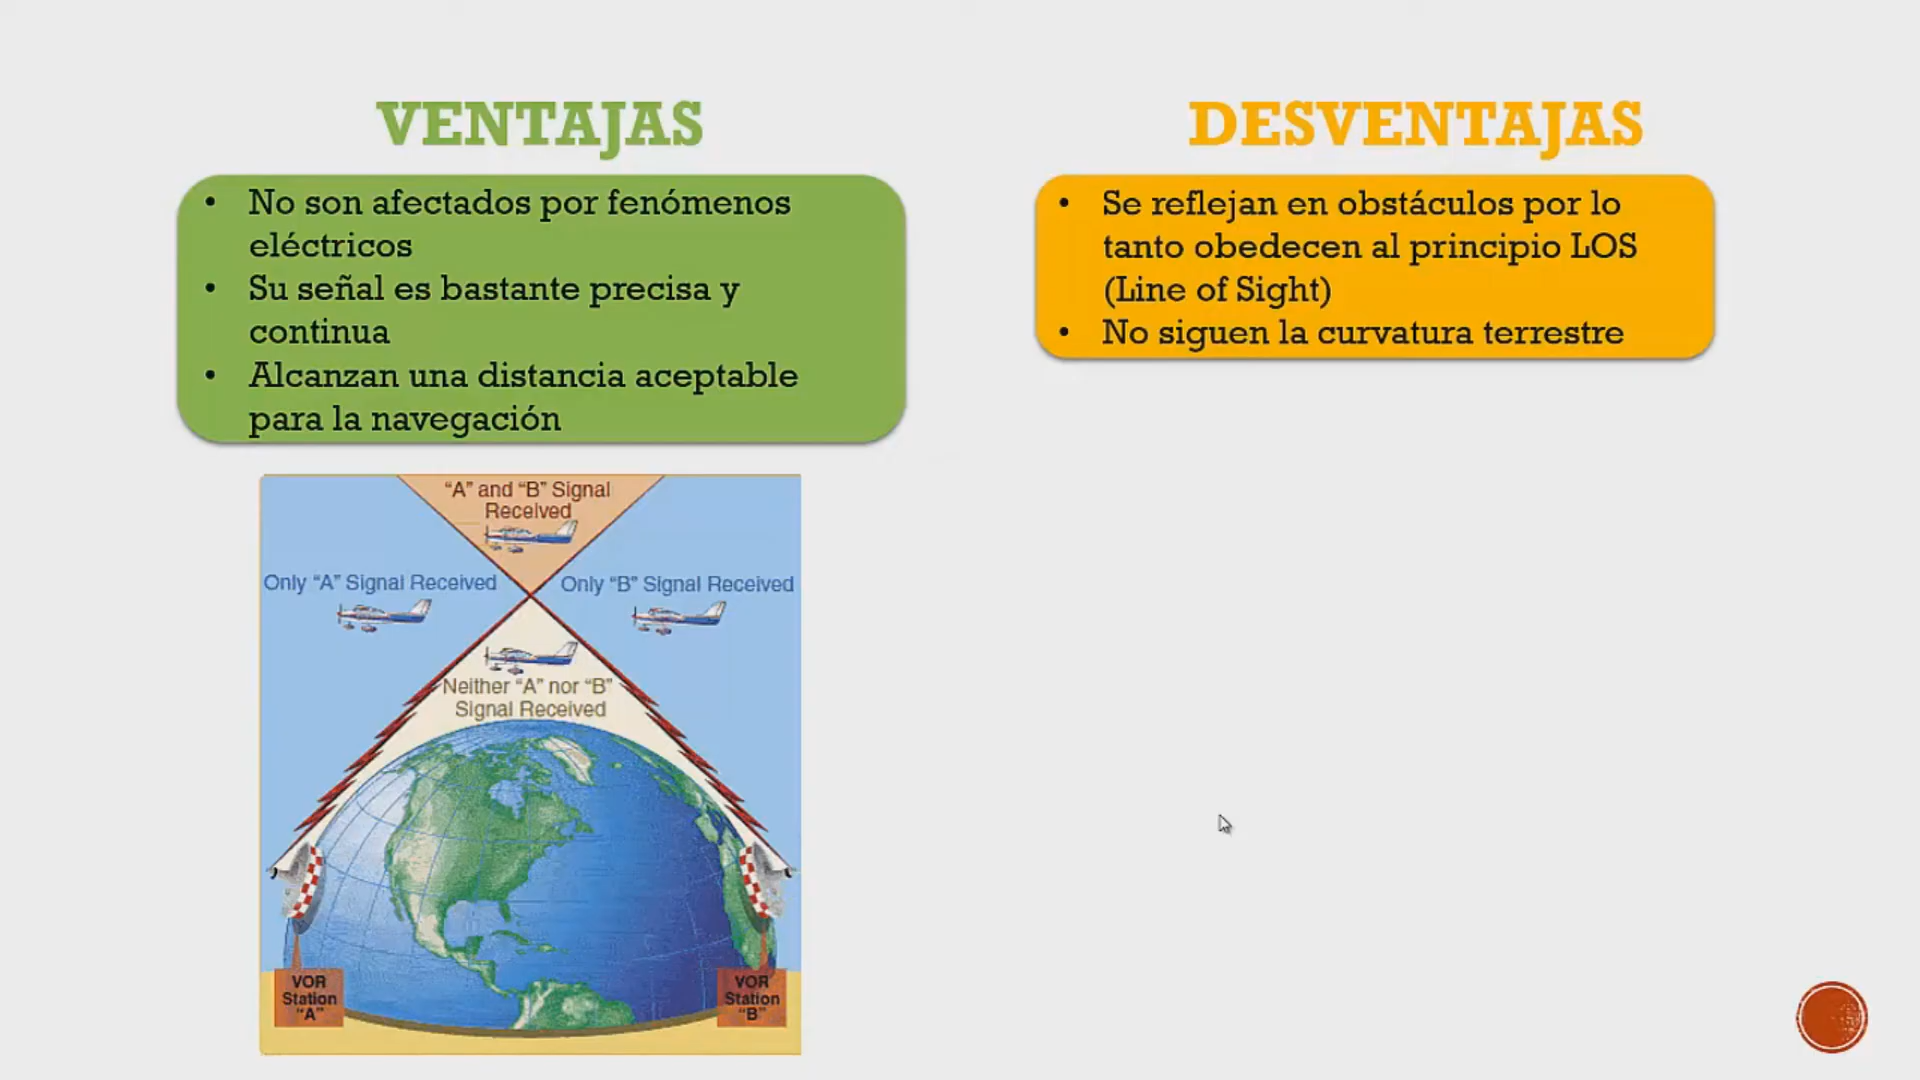 VENTAJAS
• No son afectados por fenómenos
eléctricos
• Su señal es bastante precisa y
continua
• Alcanzan una distancia aceptable
para la navegación
DESVENTAJAS
• Se reflejan en obstáculos por lo
tanto obedecen al principio LOS
(Line of Sight)
• No siguen la curvatura terrestre
"A" and "B" Signal
Received
Only "A" Signal Received
Only "B" Signal Received
Neither "A" nor "B"
Signal Received
VOR
Station
"A"
VOR
Station
"B"